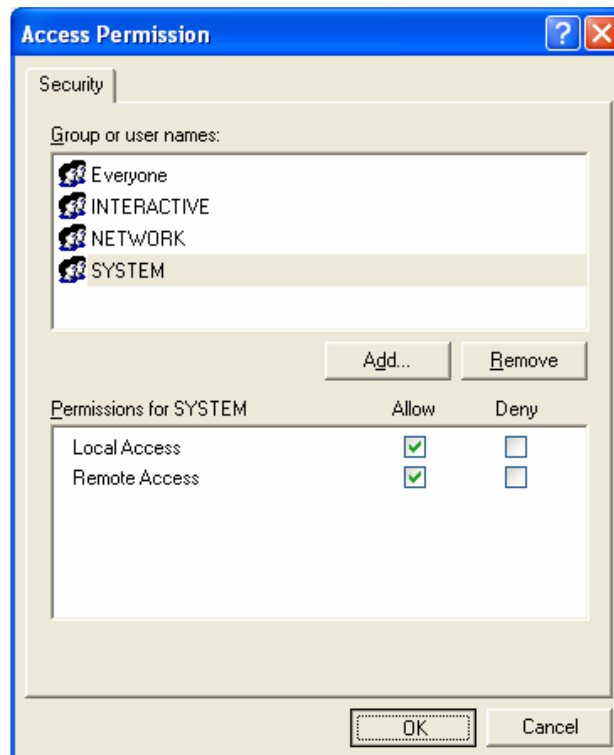 Access Permission
Security
Group or user names:
Everyone
INTERACTIVE
NETWORK
SYSTEM
Add... Remove
Permissions for SYSTEM Allow Deny
Local Access
Remote Access
OK Cancel